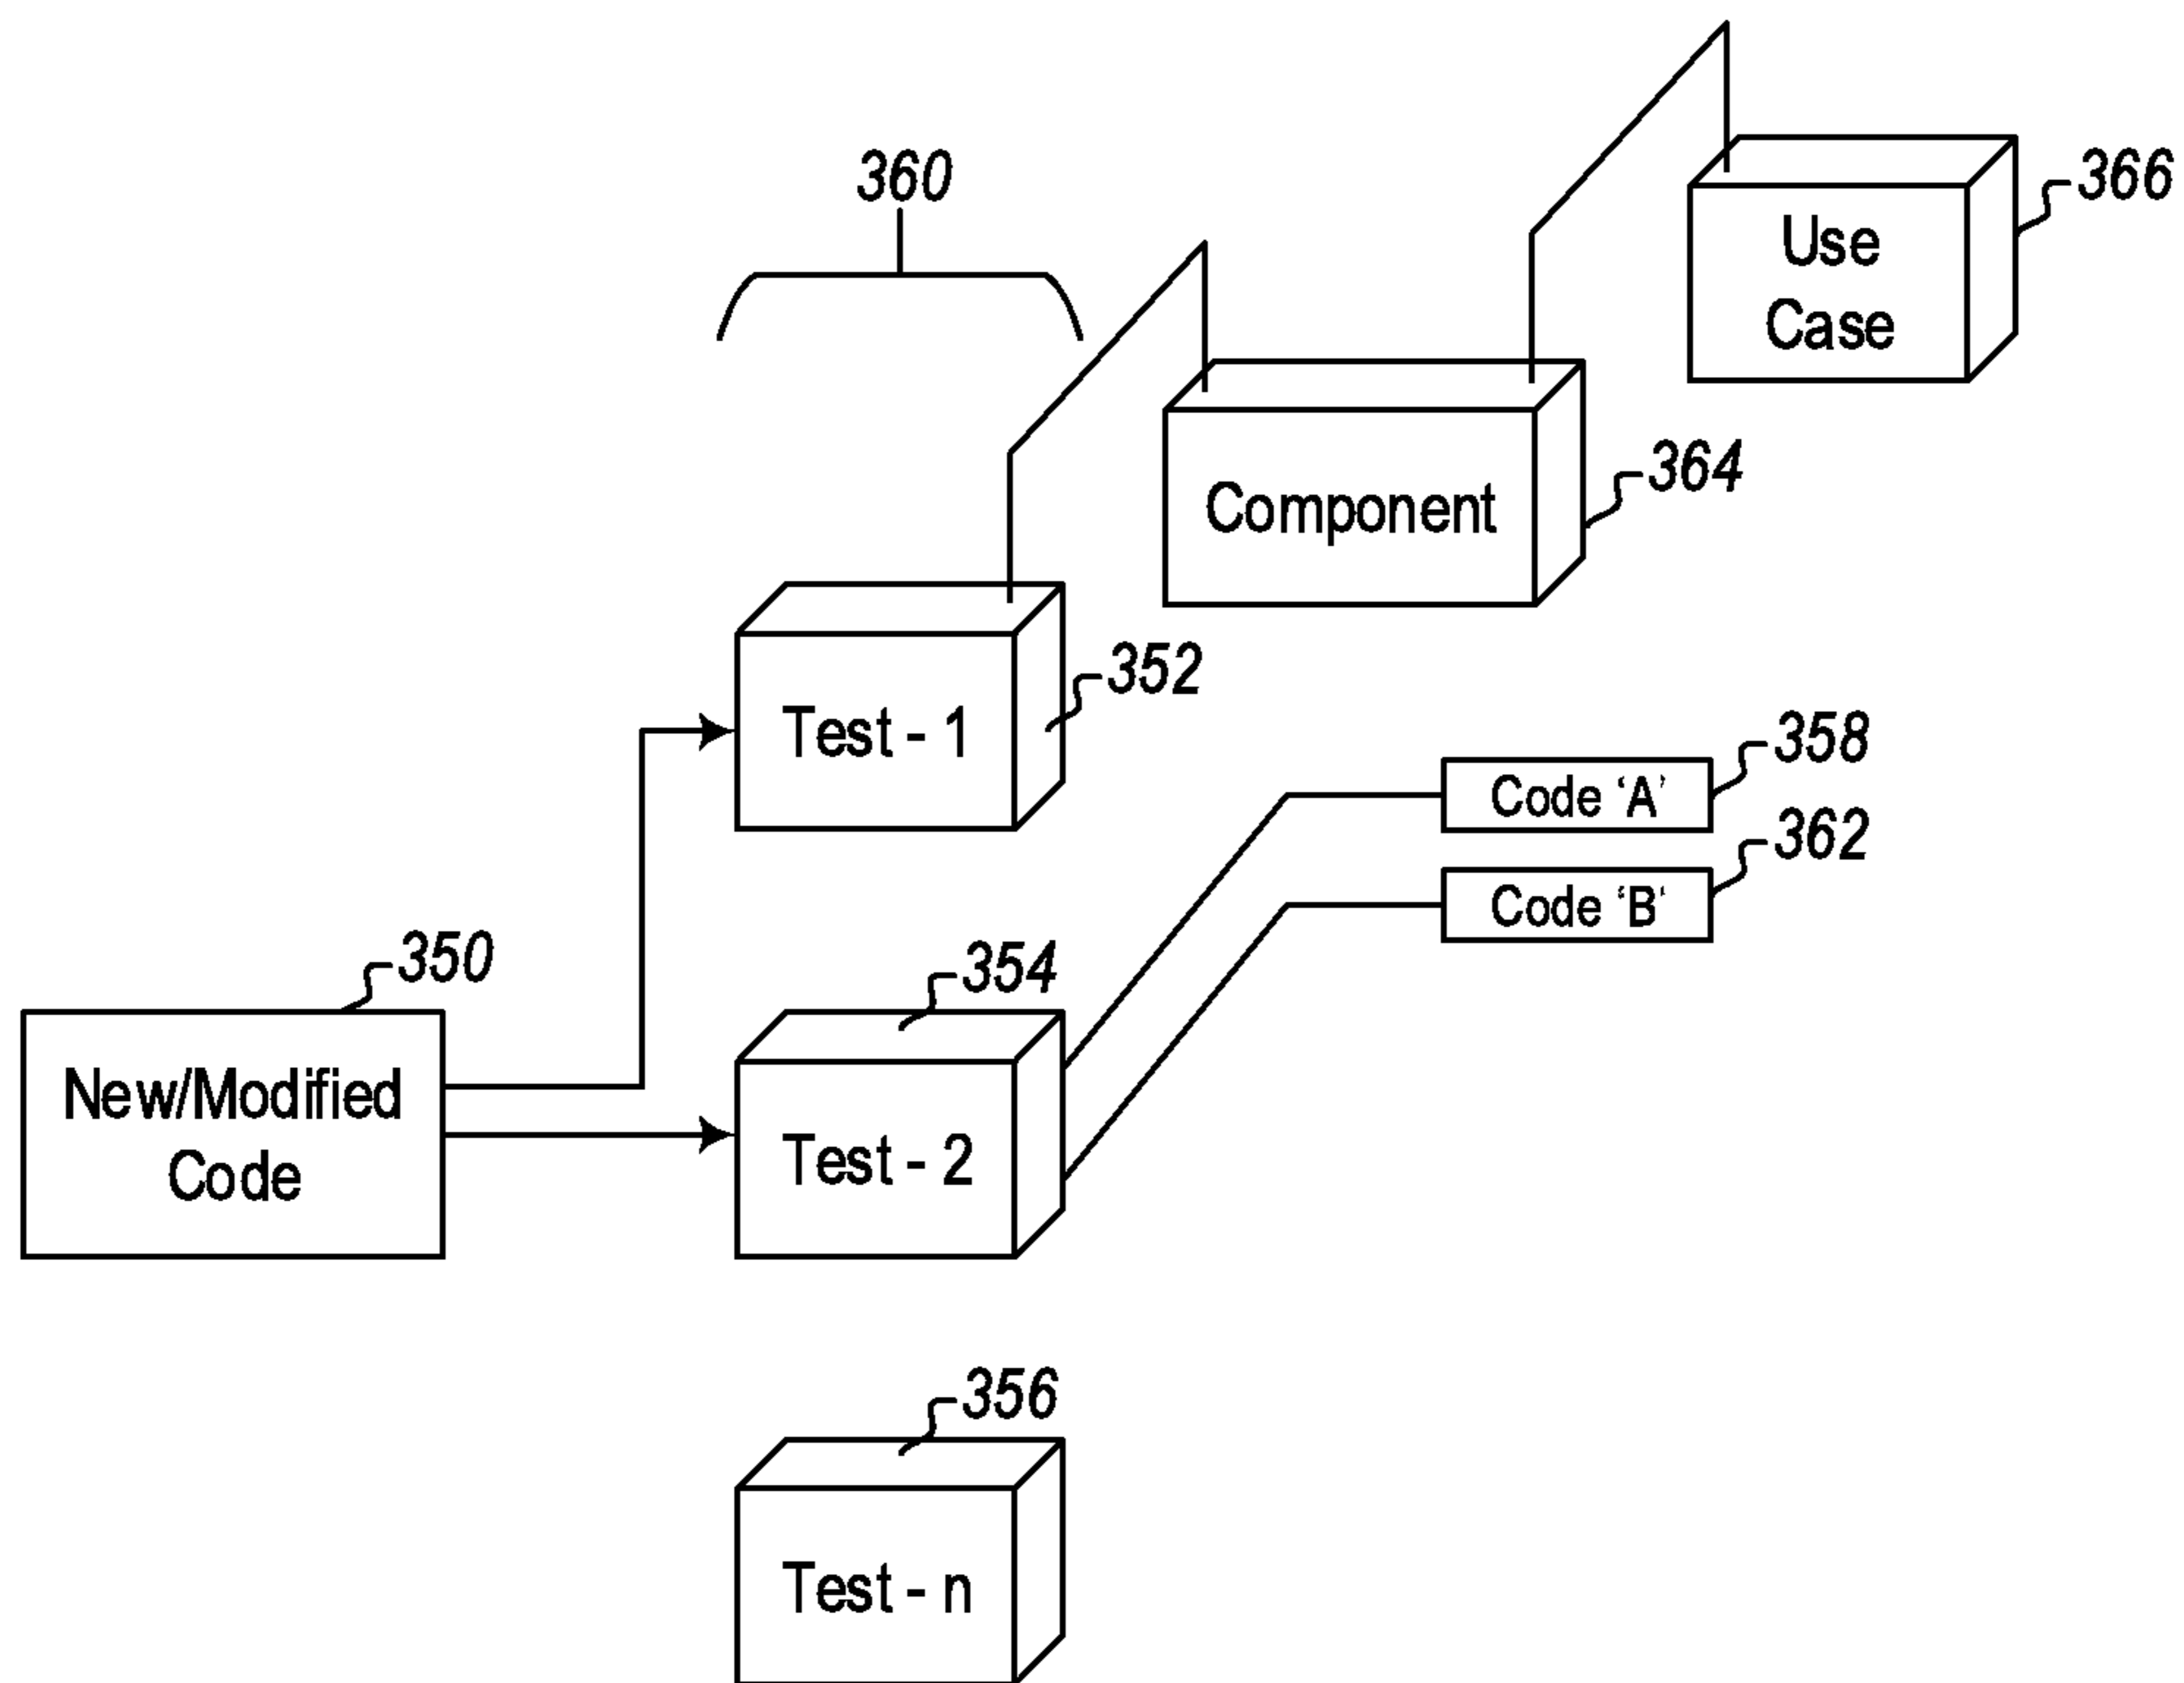 360
366
Use
Case
364
Component
352
Test - 1
358
Code ‘A’
362
Code ‘B‘
350
New/Modified
Code
354
Test - 2
356
Test - n